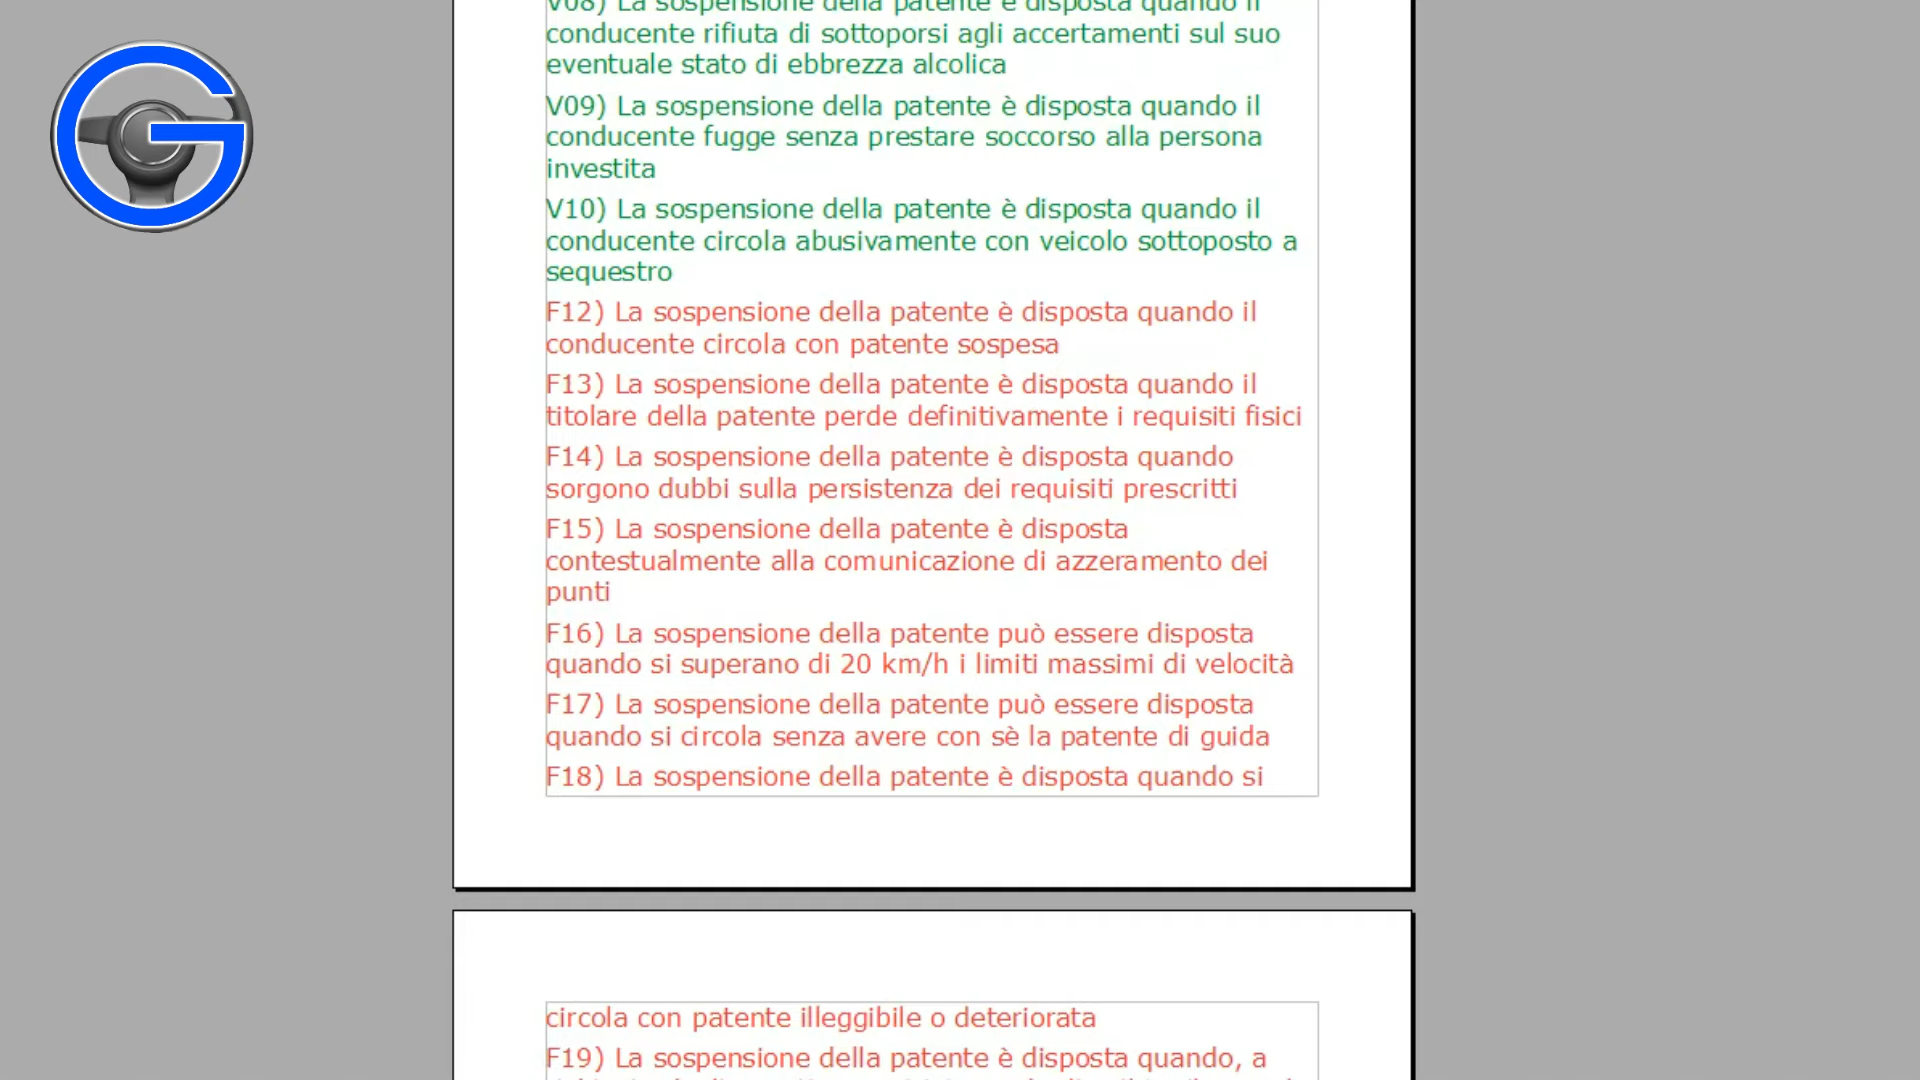 V08) La sospensione della patente è disposta quando il
conducente rifiuta di sottoporsi agli accertamenti sul suo
eventuale stato di ebbrezza alcolica
V09) La sospensione della patente è disposta quando il
conducente fugge senza prestare soccorso alla persona
investita
V10) La sospensione della patente è disposta quando il
conducente circola abusivamente con veicolo sottoposto a
sequestro
F12) La sospensione della patente è disposta quando il
conducente circola con patente sospesa
F13) La sospensione della patente è disposta quando il
titolare della patente perde definitivamente i requisiti fisici
F14) La sospensione della patente è disposta quando
sorgono dubbi sulla persistenza dei requisiti prescritti
F15) La sospensione della patente è disposta
contestualmente alla comunicazione di azzeramento dei
punti
F16) La sospensione della patente può essere disposta
quando si superano di 20 km/h i limiti massimi di velocità
F17) La sospensione della patente può essere disposta
quando si circola senza avere con sè la patente di guida
F18) La sospensione della patente è disposta quando si
circola con patente illeggibile o deteriorata
F19) La sospensione della patente è disposta quando, a